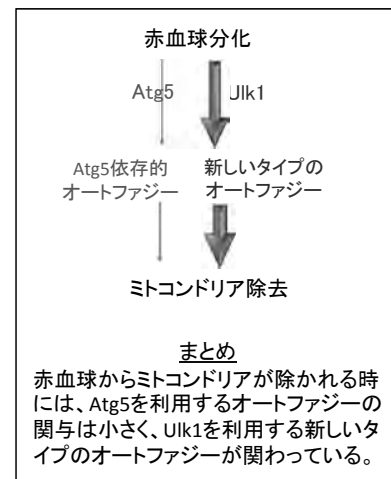 赤血球分化
Atg5 Ulk1
Atg5依存的 新しいタイプの
オートファジー オートファジー
ミトコンドリア除去
まとめ
赤血球からミトコンドリアが除かれる時
には、Atg5を利用するオートファジーの
関与は小さく、Ulk1を利用する新しいタ
イプのオートファジーが関わっている。